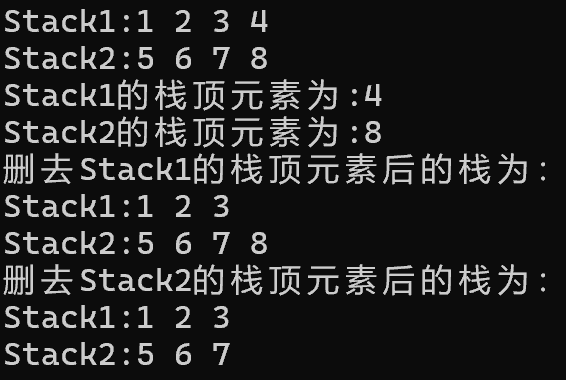 Stack1:1 2 3 4
Stack2:5 6 7 8
Stack1的栈顶元素为:4
Stack2的栈顶元素为:8
删去Stack1的栈顶元素后的栈为:
Stack1:1 2 3
Stack2:5 6 7 8
删去Stack2的栈顶元素后的栈为:
Stack1:1 2 3
Stack2:5 6 7